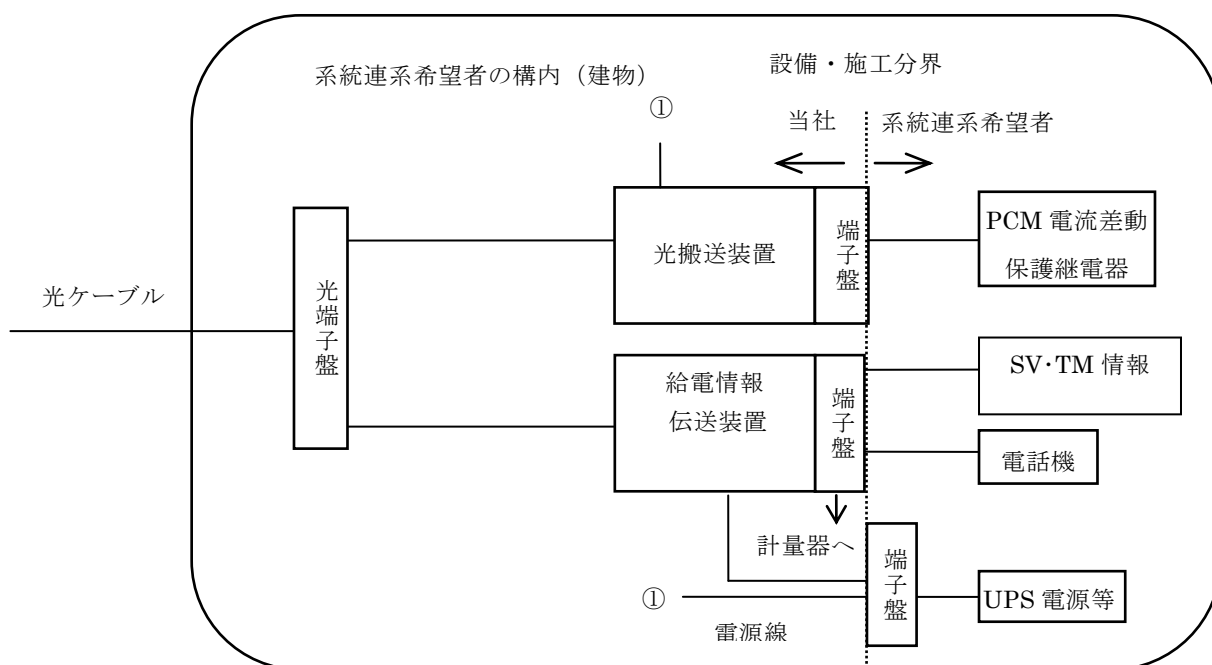 系統連系希望者の構内（建物）
設備・施工分界
①
当社
系統連系希望者
光ケーブル
光端子盤
光搬送装置
端子盤
PCM 電流差動
保護継電器
給電情報
伝送装置
端子盤
SV･TM 情報
電話機
計量器へ
端子盤
①
UPS 電源等
電源線